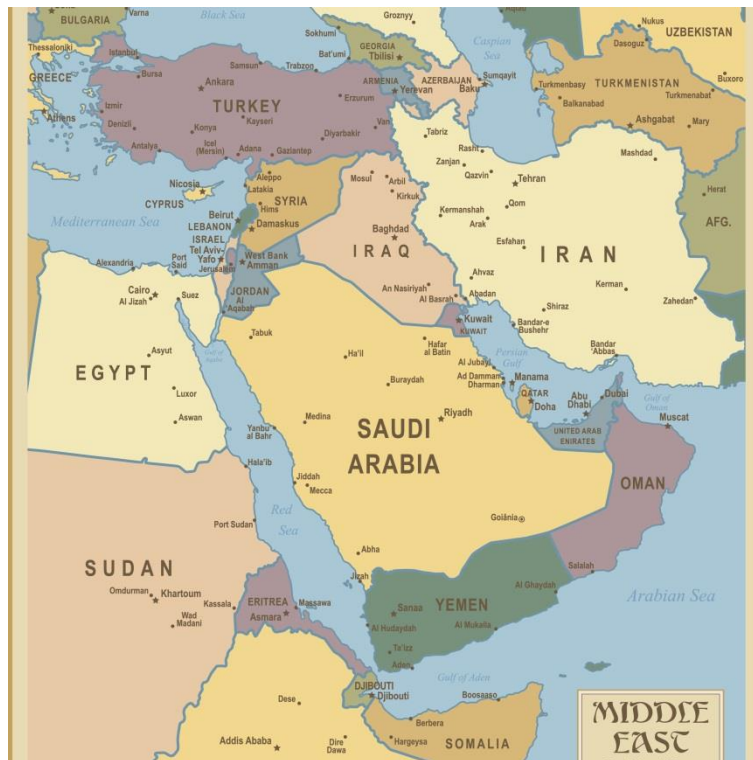 BULGARIA
Varna
Black Sea
Groznyy
Sokhumi
Caspian
Sea
Nukus
Dasoguz
UZBEKISTAN
Thessaloniki
Istanbul
Samsun
Trabzon
Bat'umi
GEORGIA
Tbilisi
GREECE
Bursa
Ankara
ARMENIA
Yerevan
AZERBAIJAN
Baku
Sumqayit
Turkmenbasy
Balkanabad
TURKMENISTAN
Buxoro
Turkmenabat
Athens
Izmir
Denizli
TURKEY
Erzurum
Kayseri
Konya
Van
Diyarbakir
Ashgabat
Mary
Antalya
Icel
(Mersin)
Adana
Gaziantep
Tabriz
Rasht
Zanjan
Qazvin
Tehran
Mashdad
Nicosia
CYPRUS
Aleppo
Latakia
SYRIA
Hims
Mosul
Arbil
Kirkuk
Qom
Herat
Mediterranean Sea
Beirut
LEBANON
Damaskus
Baghdad
Kermanshah
Arak
AFG.
ISRAEL
Tel Aviv-
Yafo
Jerusalem
West Bank
Amman
IRAQ
Esfahan
IRAN
Alexandria
Port
Said
JORDAN
Al
Aqabah
An Nasiriyah
Al Basrah
Ahvaz
Abadan
Kerman
Zahedan
Cairo
Al Jizah
Suez
Kuwait
KUWAIT
Shiraz
Bandar-e
Bushehr
Tabuk
Hafar
al Batin
Bandar
'Abbas
Asyut
Gulf of
Ha'il
Al Jubayl
Persian
Gulf
EGYPT
Luxor
Buraydah
Ad Dammam
Dharman
Manama
QATAR
Doha
Abu
Dhabi
Dubai
Gulf of
Oman
Aswan
Yanbu
al Bahr
Medina
Riyadh
Muscat
SAUDI
ARABIA
UNITED ARAB
ENIRATES
Hala'ib
Jiddah
Mecca
OMAN
Red
Sea
Port Sudan
Goiânia
SUDAN
Abha
Jizah
Salalah
Omdurman
Khartoum
Kassala
ERITREA
Asmara
Massawa
Sanaa
YEMEN
Al Ghaydah
Arabian Sea
Wad
Madani
Al Hudaydah
Al Mukalla
Te'izz
Aden
Gulf of Aden
DJIBOUTI
Djibouti
Dese
Boosaaso
Berbera
Addis Ababa
Dire
Dawa
Hargeysa
SOMALIA
MIDDLE
EAST